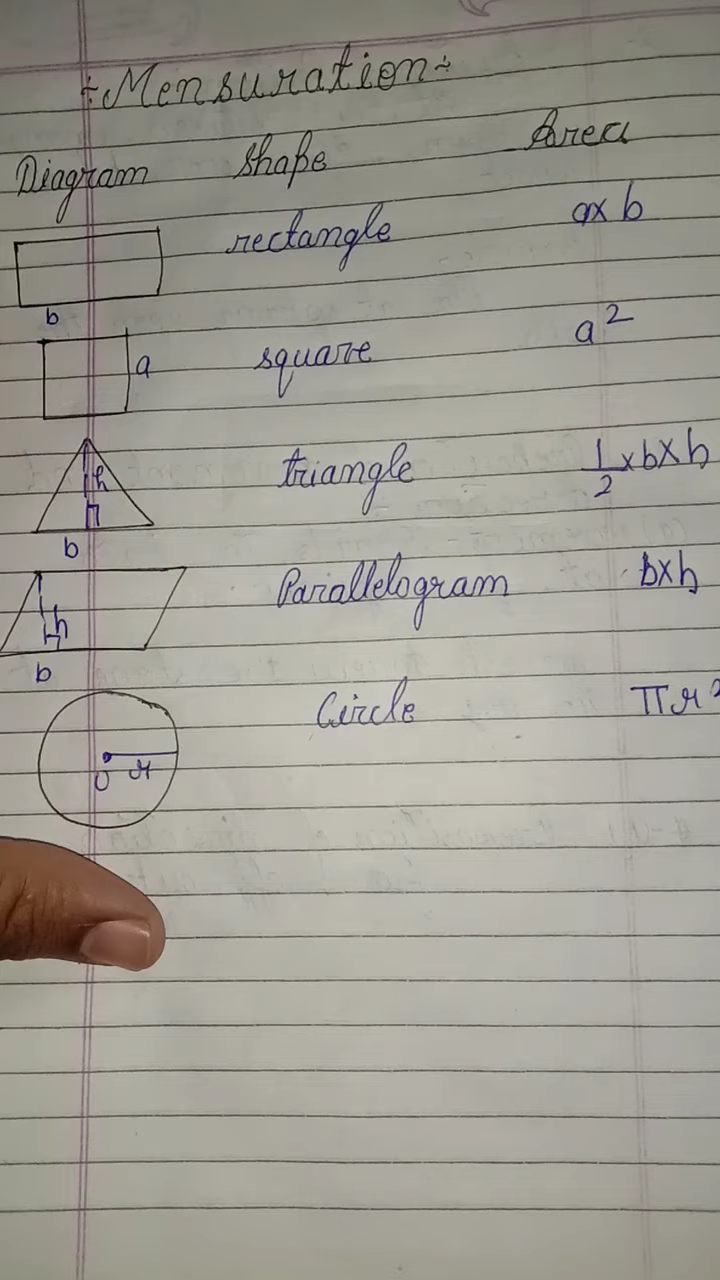 ÷Mensuration÷
Diagram shape Area
rectangle a×b
b
a square a²
h triangle 1/2 ×b×h
b
h Parallelogram b×h
b
Circle πr²
O r